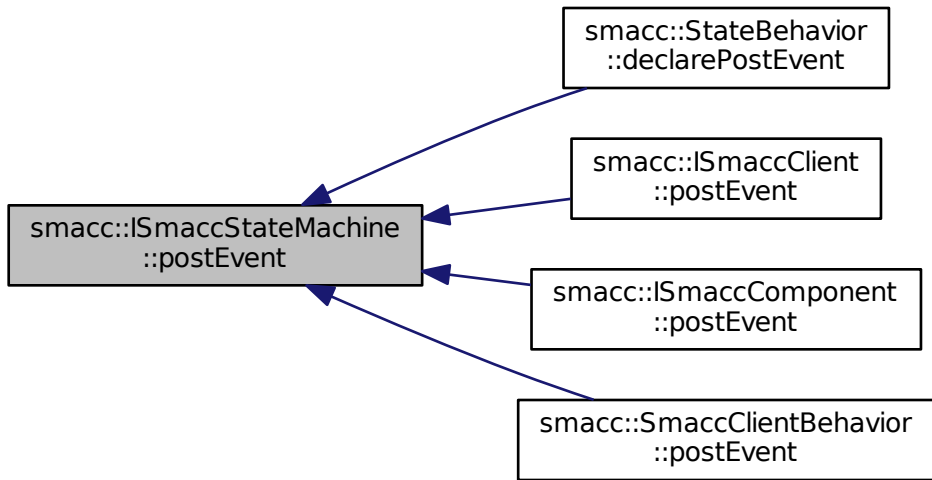 smacc::StateBehavior
::declarePostEvent
smacc::ISmaccClient
::postEvent
smacc::ISmaccStateMachine
::postEvent
smacc::ISmaccComponent
::postEvent
smacc::SmaccClientBehavior
::postEvent